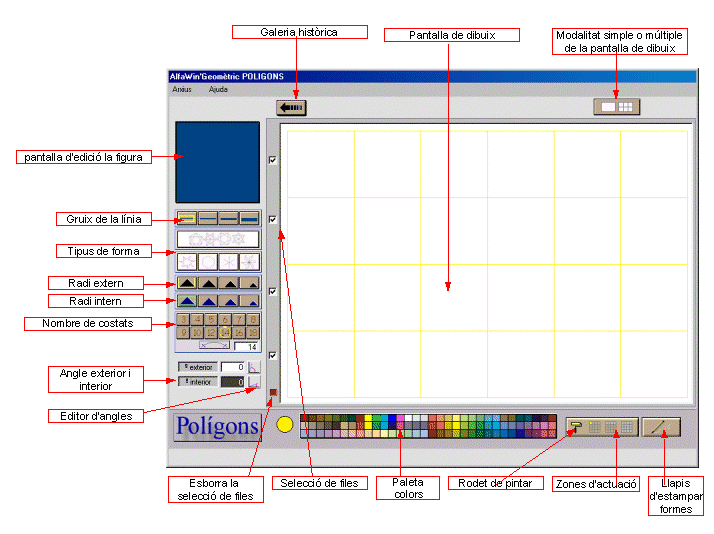 Galeria històrica
Pantalla de dibuix
Modalitat simple o múltiple
de la pantalla de dibuix
AlfaWin'Geomètric POLIGONS
Arxius
Ajuda
pantalla d'edició la figura
Gruix de la línia
Tipus de forma
Radi extern
Radi intern
Nombre de costats
3 4 5 6 7 8
9 10 12 14 16 18
14
Angle exterior i
interior
º exterior 0
º interior 0
Editor d'angles
Polígons
Esborra la
selecció de files
Selecció de files
Paleta
colors
Rodet de pintar
Zones d'actuació
Llapis
d'estampar
formes